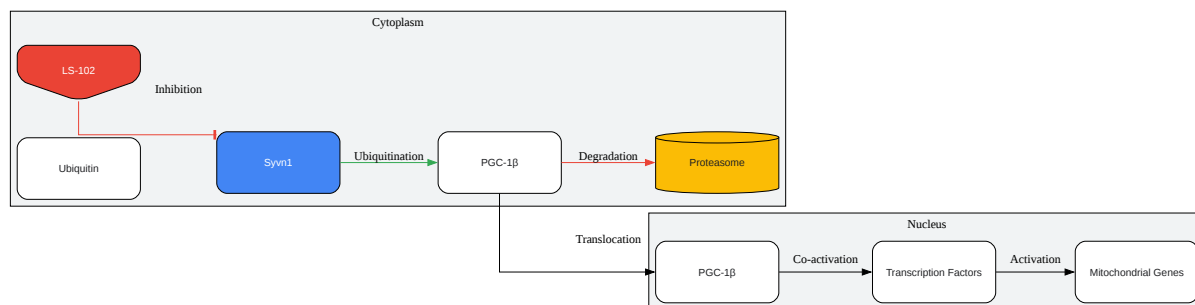 Cytoplasm
LS-102
Inhibition
Ubiquitin
Syvn1
Ubiquitination
PGC-1β
Degradation
Proteasome
Translocation
Nucleus
PGC-1β
Co-activation
Transcription Factors
Activation
Mitochondrial Genes